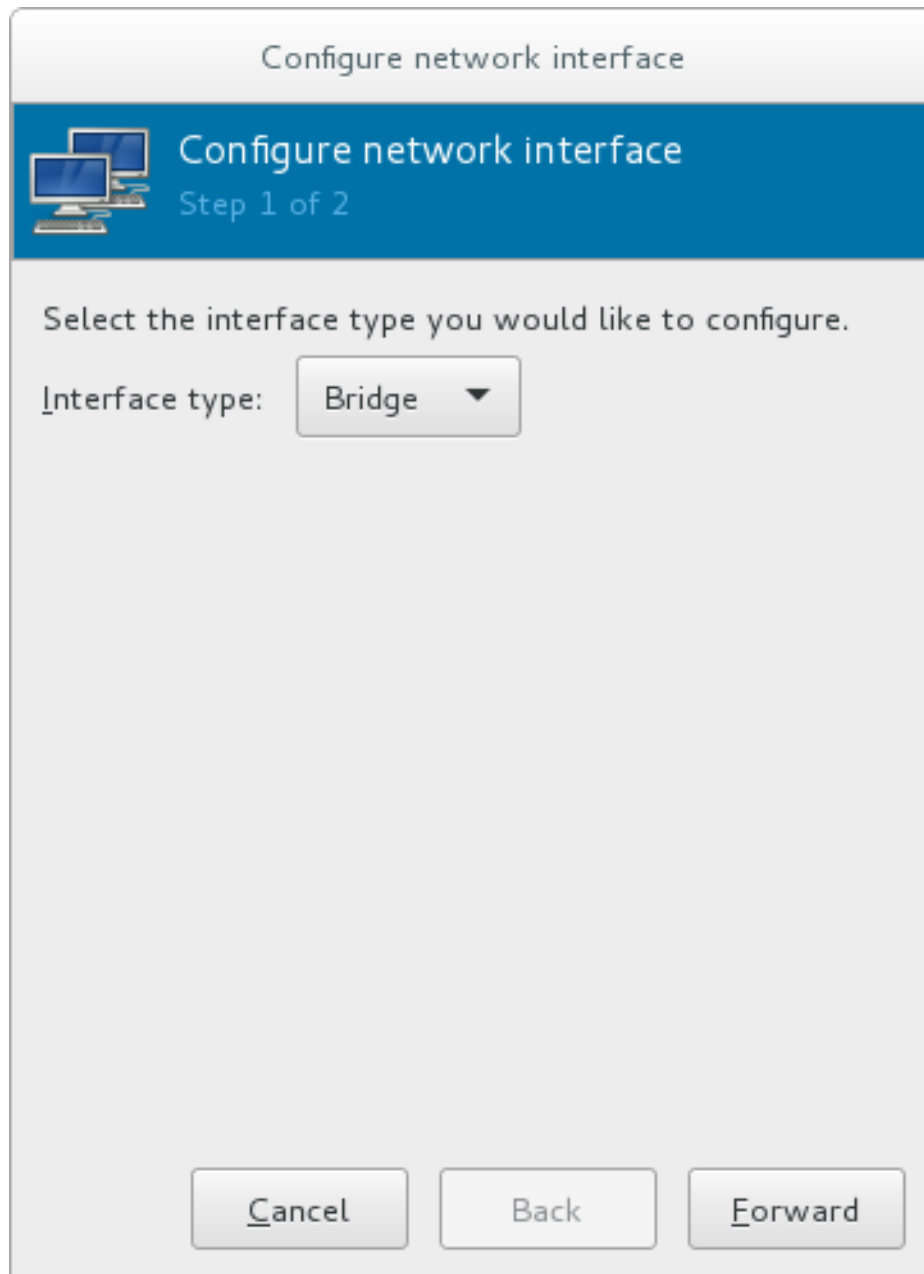 Configure network interface
Configure network interface
Step 1 of 2
Select the interface type you would like to configure.
Interface type: Bridge
Cancel Back Forward